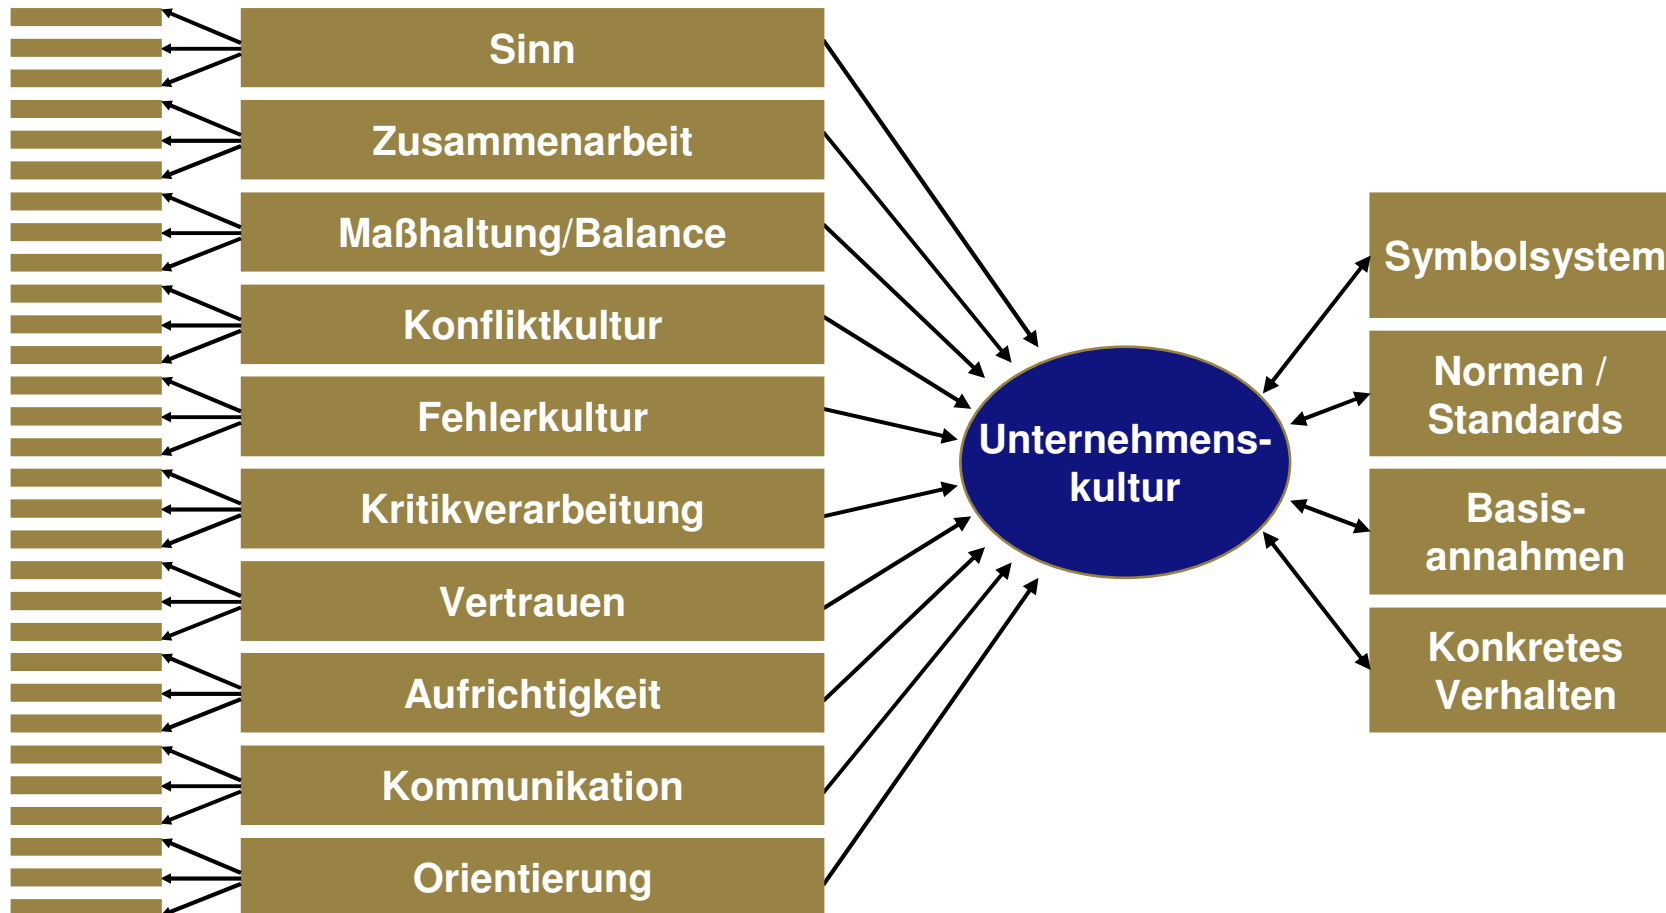 Sinn
Zusammenarbeit
Maßhaltung/Balance
Konfliktkultur
Fehlerkultur
Kritikverarbeitung
Vertrauen
Aufrichtigkeit
Kommunikation
Orientierung
Unternehmens-
kultur
Symbolsystem
Normen /
Standards
Basis-
annahmen
Konkretes
Verhalten